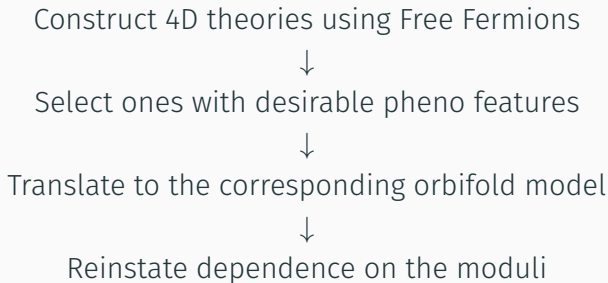 Construct 4D theories using Free Fermions
↓
Select ones with desirable pheno features
↓
Translate to the corresponding orbifold model
↓
Reinstate dependence on the moduli